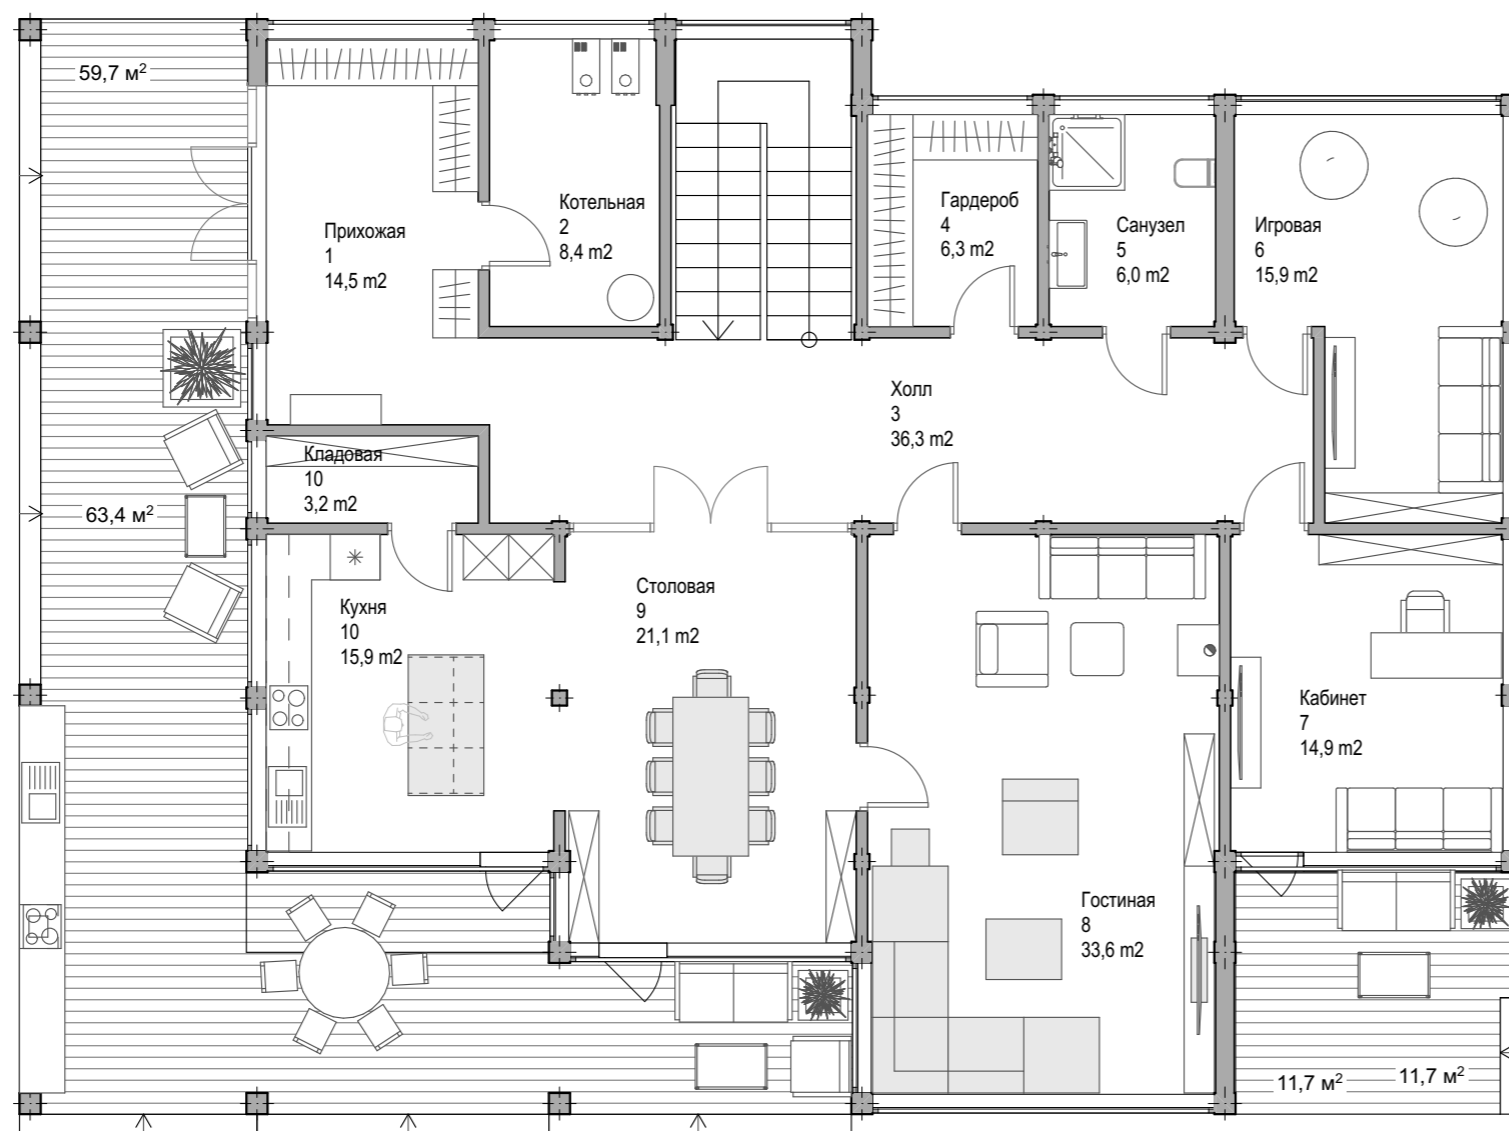 59,7 м²
Прихожая
1
14,5 m2
Котельная
2
8,4 m2
Гардероб
4
6,3 m2
Санузел
5
6,0 m2
Игровая
6
15,9 m2
Холл
3
36,3 m2
Кладовая
10
3,2 m2
63,4 м²
Кухня
10
15,9 m2
Столовая
9
21,1 m2
Кабинет
7
14,9 m2
Гостиная
8
33,6 m2
11,7 м²
11,7 м²